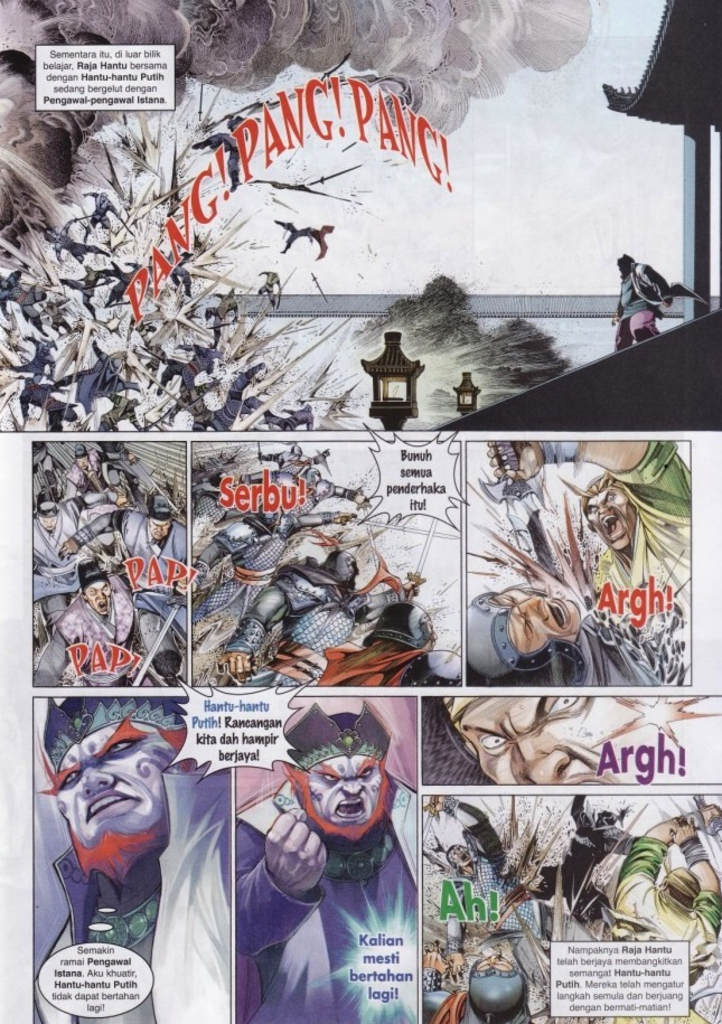 Sementara itu, di luar bilik
belajar, Raja Hantu bersama
dengan Hantu-hantu Putih
sedang bergelut dengan
Pengawal-pengawal Istana.
PANG! PANG! PANG!
Bunuh
semua
penderhaka
itu!
Serbu!
PAP!
PAP!
Argh!
Hantu-hantu
Putih! Rancangan
kita dah hampir
berjaya!
Argh!
Semakin
ramai Pengawal
Istana. Aku khuatir,
Hantu-hantu Putih
tidak dapat bertahan
lagi!
Kalian
mesti
bertahan
lagi!
Ah!
Nampaknya Raja Hantu
telah berjaya membangkitkan
semangat Hantu-hantu
Putih. Mereka telah mengatur
langkah semula dan berjuang
dengan bermati-matian!